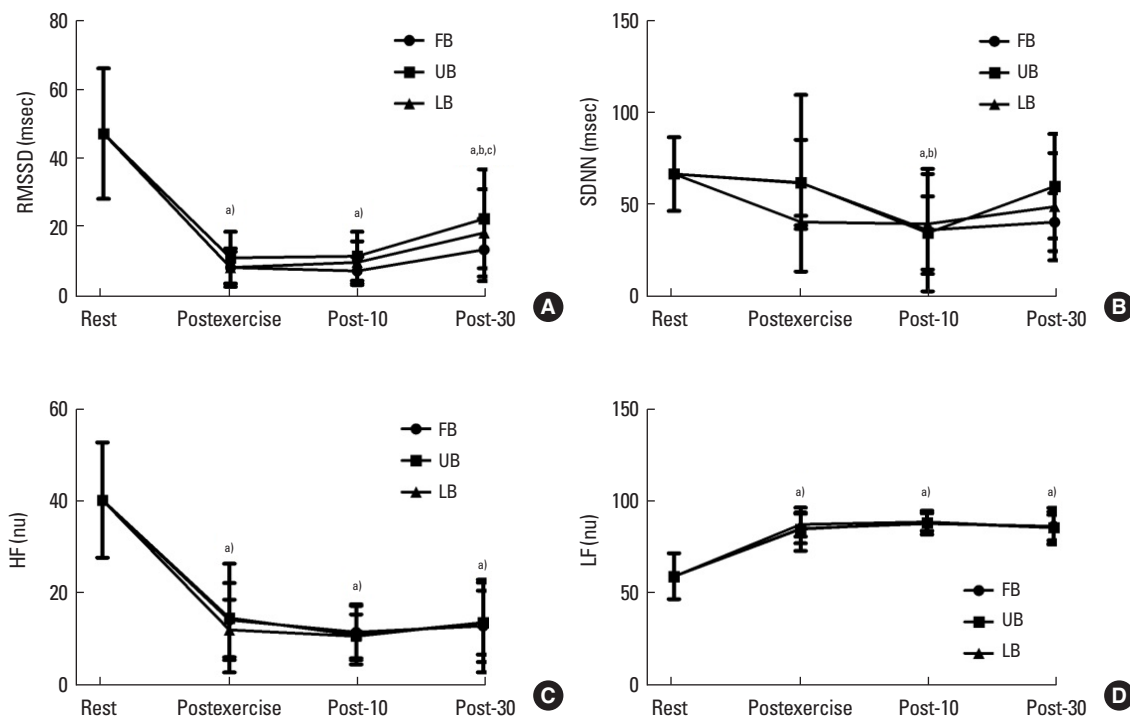 80
60
40
20
0
RMSSD (msec)
FB
UB
LB
a)
a)
a,b,c)
Rest
Postexercise
Post-10
Post-30
A
150
100
50
0
SDNN (msec)
FB
UB
LB
a,b)
Rest
Postexercise
Post-10
Post-30
B
60
40
20
0
HF (nu)
FB
UB
LB
a)
a)
a)
Rest
Postexercise
Post-10
Post-30
C
150
100
50
0
LF (nu)
a)
a)
a)
FB
UB
LB
Rest
Postexercise
Post-10
Post-30
D